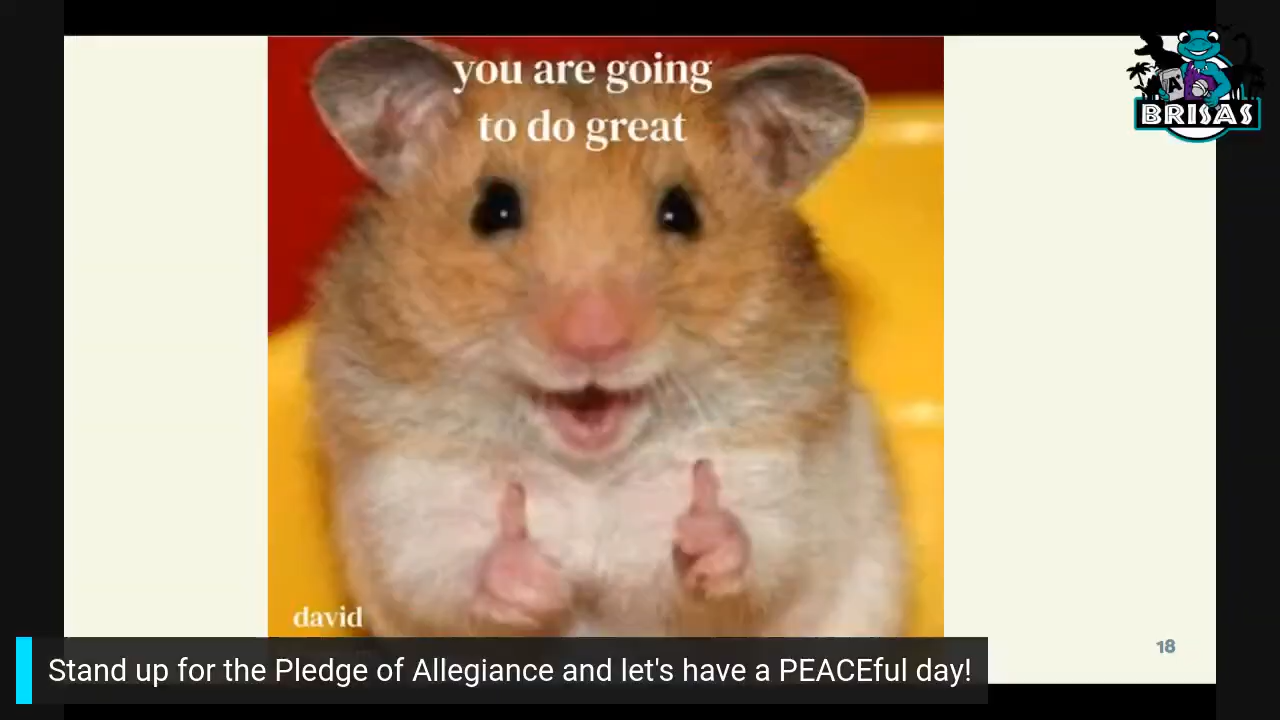 you are going
to do great
BRISAS
david
18
Stand up for the Pledge of Allegiance and let's have a PEACEful day!